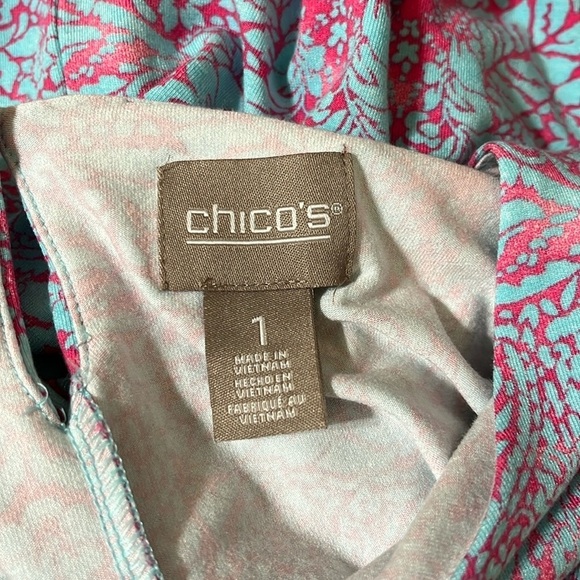 chico's®
1
MADE IN
VIETNAM
HECHO EN
VIETNAM
FABRIQUÉ AU
VIETNAM